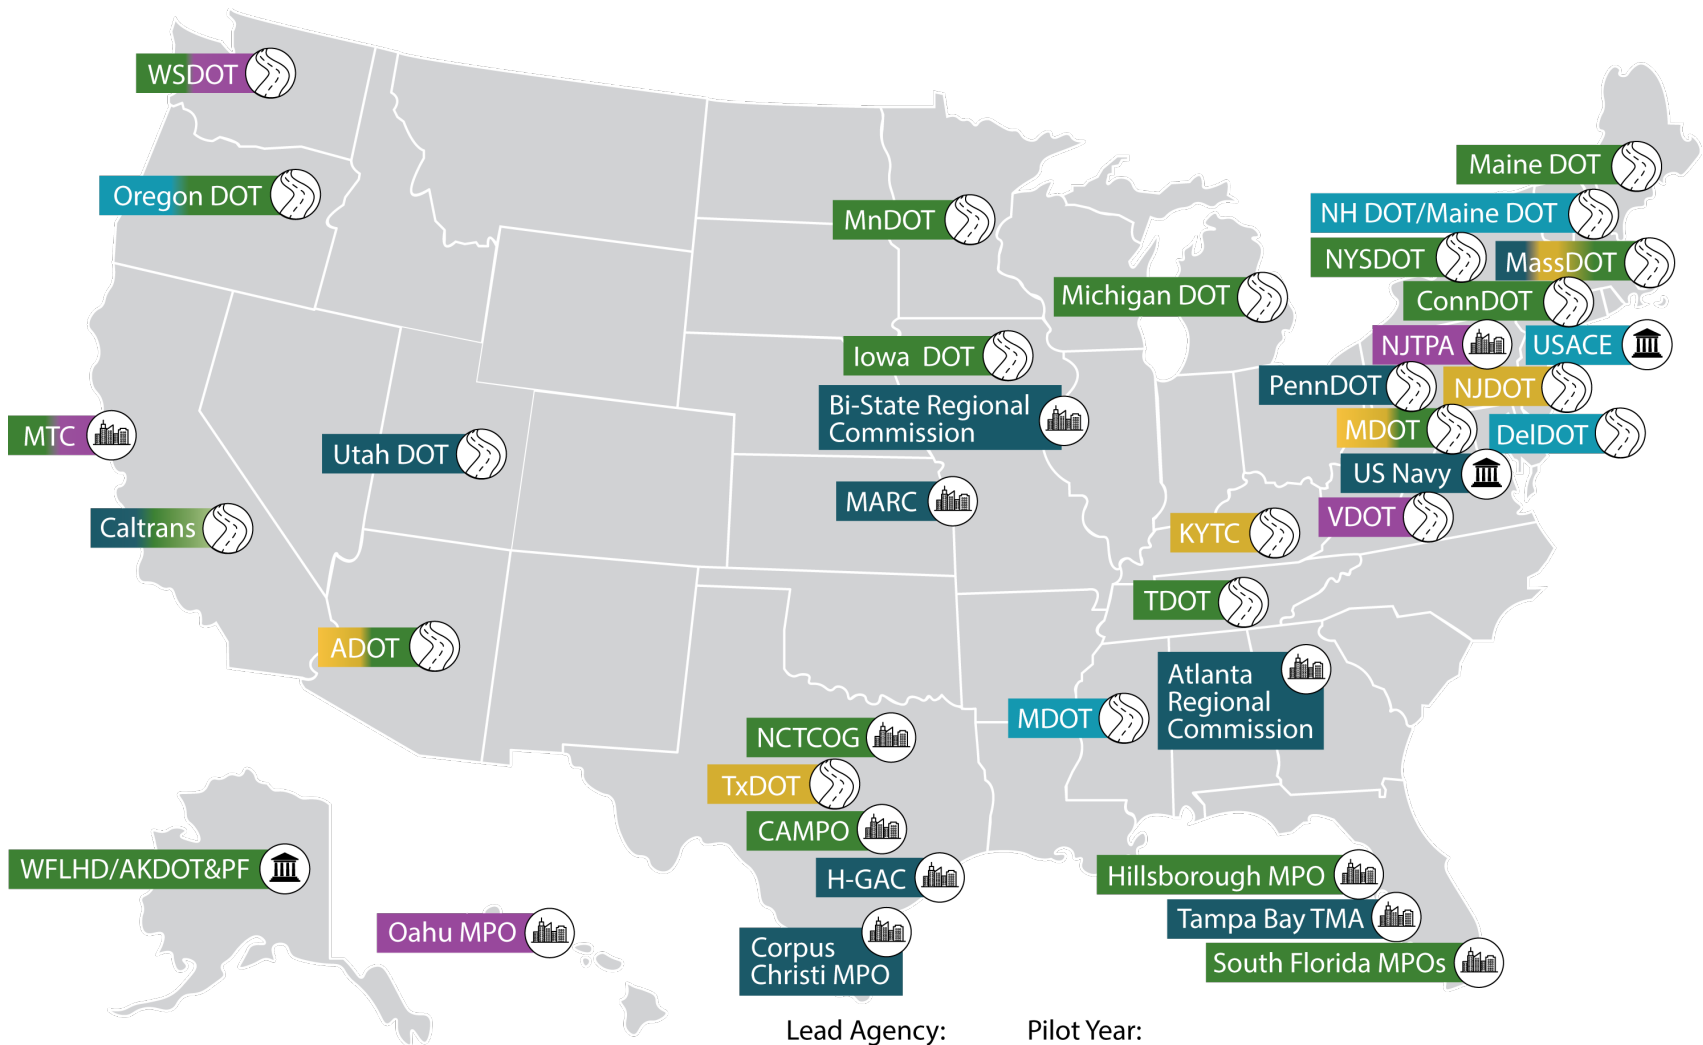 WSDOT
Maine DOT
Oregon DOT
MnDOT
NH DOT/Maine DOT
NYSDOT
MassDOT
Michigan DOT
ConnDOT
Iowa DOT
NJTPA
USACE
PennDOT
NJDOT
Bi-State Regional
Commission
MTC
Utah DOT
MDOT
DelDOT
US Navy
MARC
Caltrans
KYTC
VDOT
TDOT
ADOT
Atlanta
Regional
Commission
MDOT
NCTCOG
TxDOT
CAMPO
WFLHD/AKDOT&PF
H-GAC
Hillsborough MPO
Oahu MPO
Tampa Bay TMA
Corpus
Christi MPO
South Florida MPOs
Lead Agency:
Pilot Year: